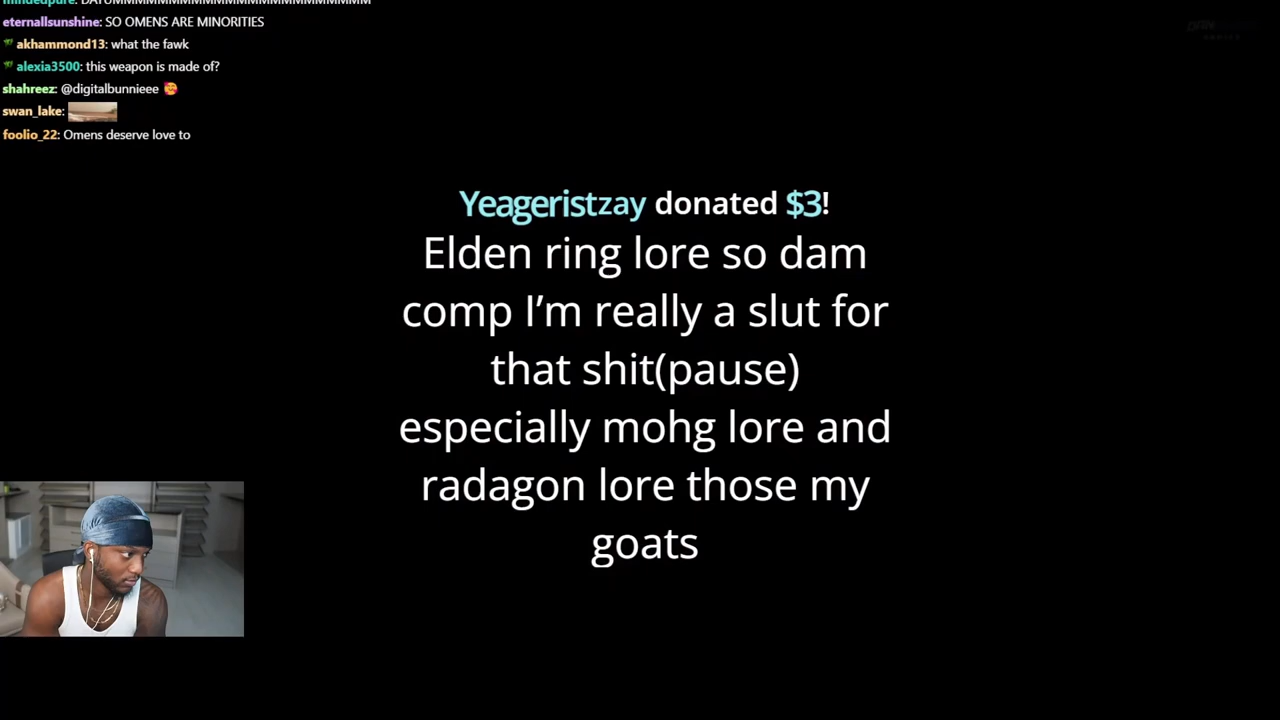 eternallsunshine: SO OMENS ARE MINORITIES
akhammond13: what the fawk
alexia3500: this weapon is made of?
shahreez: @digitalbunnieee
swan_lake:
foolio_22: Omens deserve love to
Yeageristzay donated $3!
Elden ring lore so dam
comp I’m really a slut for
that shit(pause)
especially mohg lore and
radagon lore those my
goats